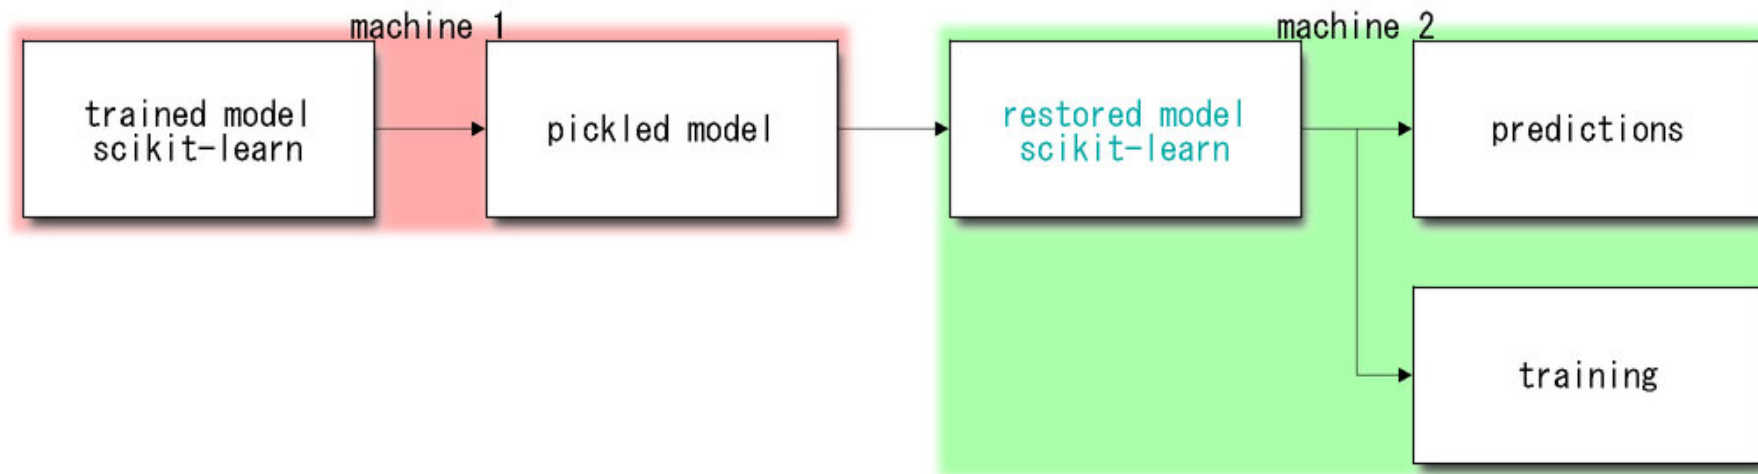 machine 1
trained model
scikit-learn
pickled model
machine 2
restored model
scikit-learn
predictions
training